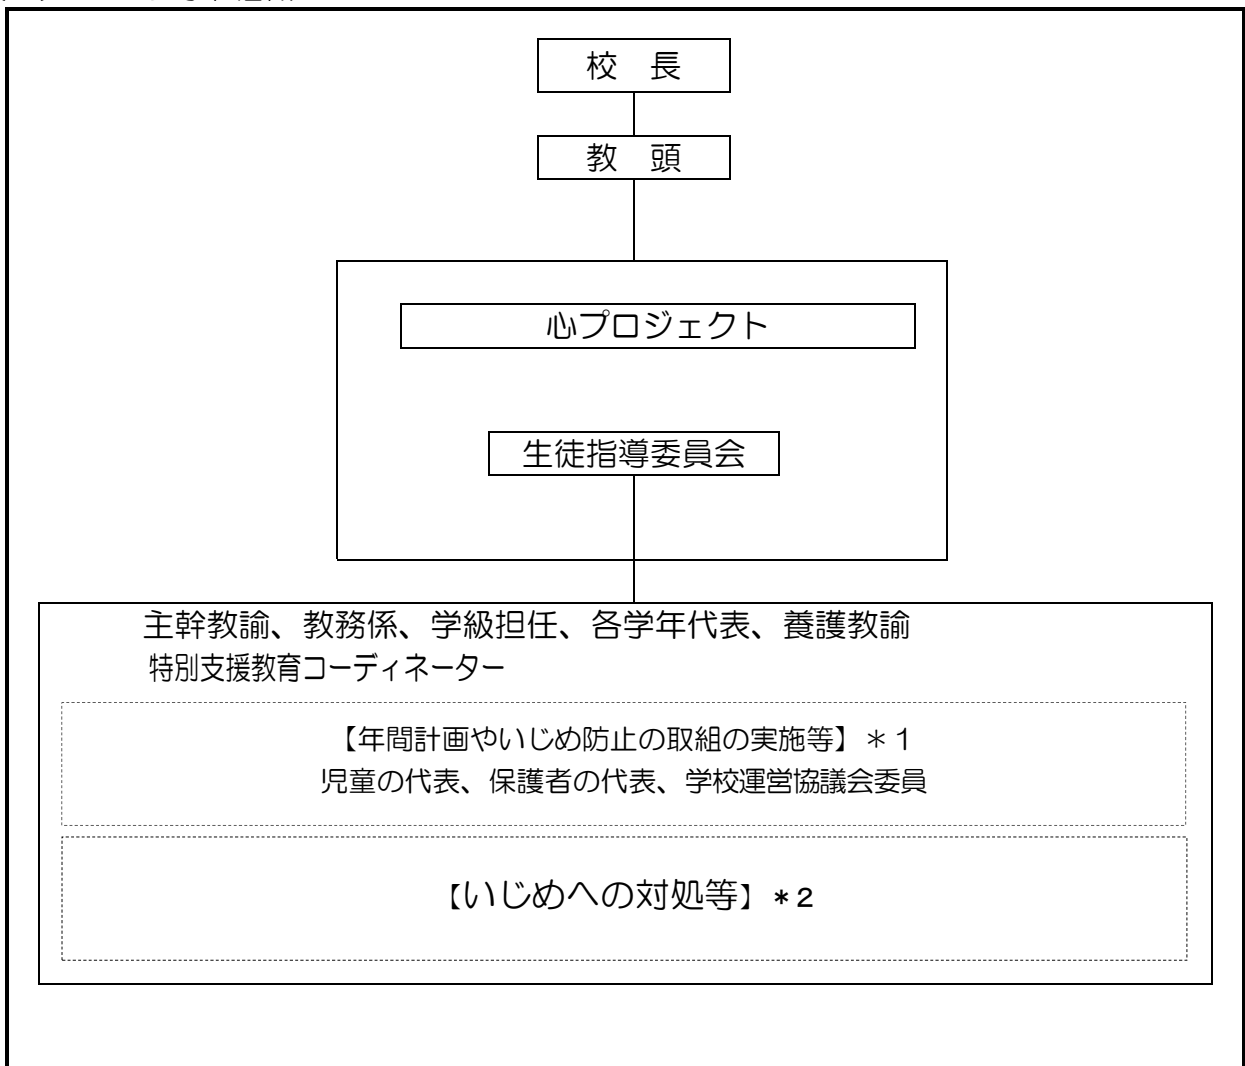 校　長
教　頭
心プロジェクト
生徒指導委員会
主幹教諭、教務係、学級担任、各学年代表、養護教諭
特別支援教育コーディネーター
【年間計画やいじめ防止の取組の実施等】＊１
児童の代表、保護者の代表、学校運営協議会委員
【いじめへの対処等】＊２